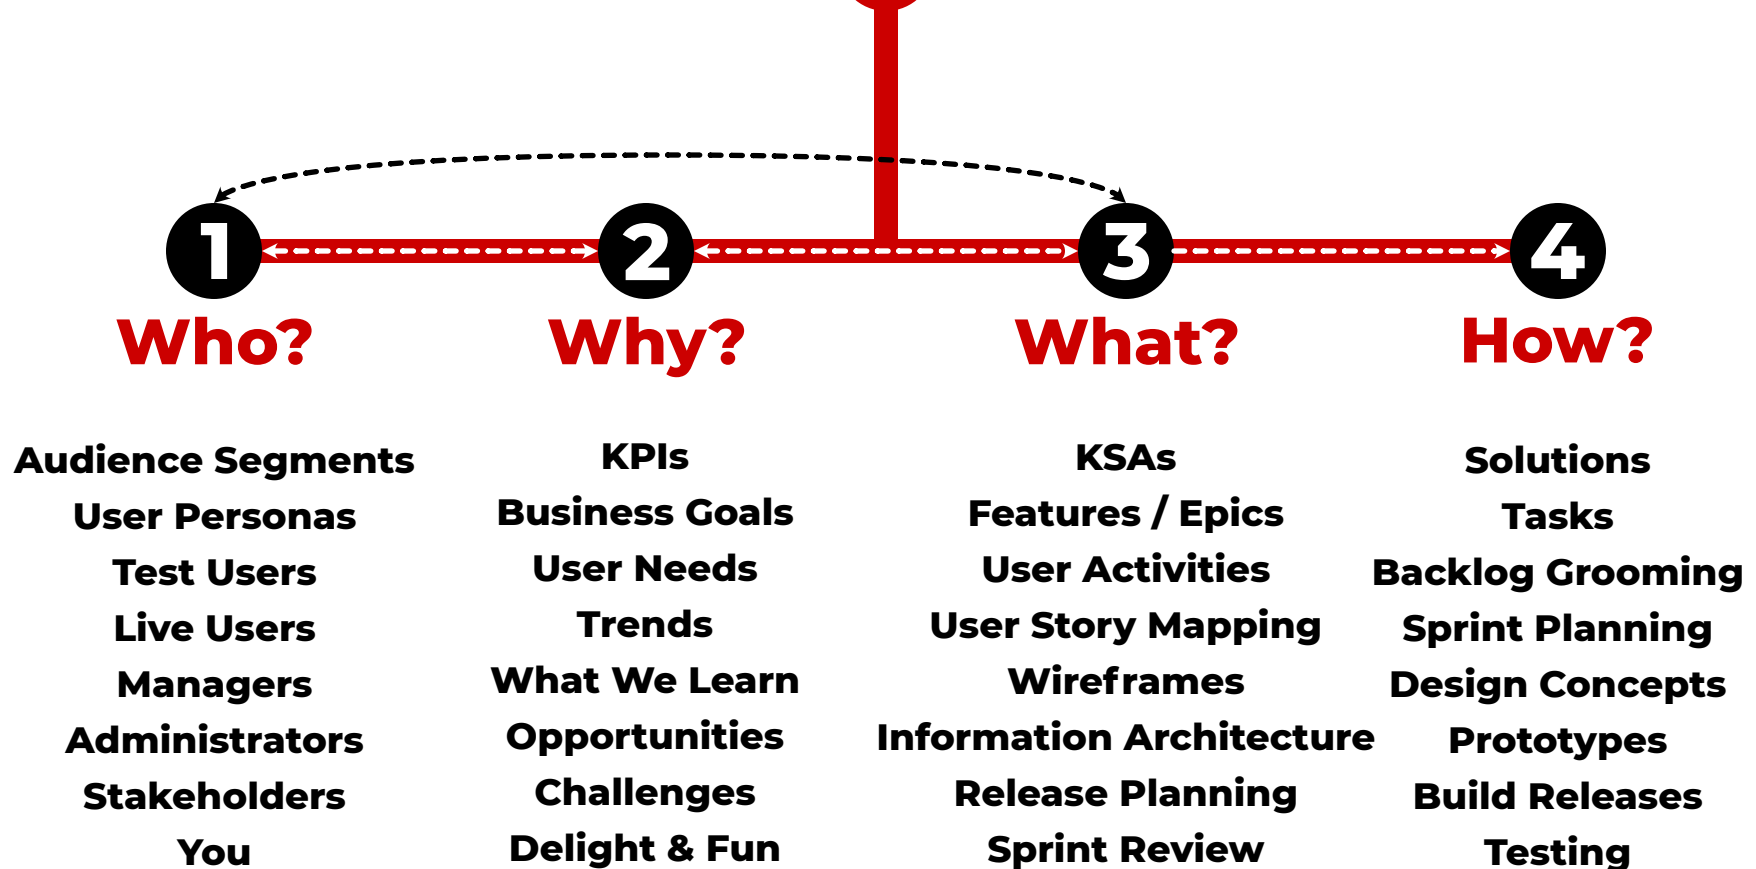 1
2
3
4
Who?
Why?
What?
How?
Audience Segments
User Personas
Test Users
Live Users
Managers
Administrators
Stakeholders
You
KPIs
Business Goals
User Needs
Trends
What We Learn
Opportunities
Challenges
Delight & Fun
KSAs
Features / Epics
User Activities
User Story Mapping
Wireframes
Information Architecture
Release Planning
Sprint Review
Solutions
Tasks
Backlog Grooming
Sprint Planning
Design Concepts
Prototypes
Build Releases
Testing